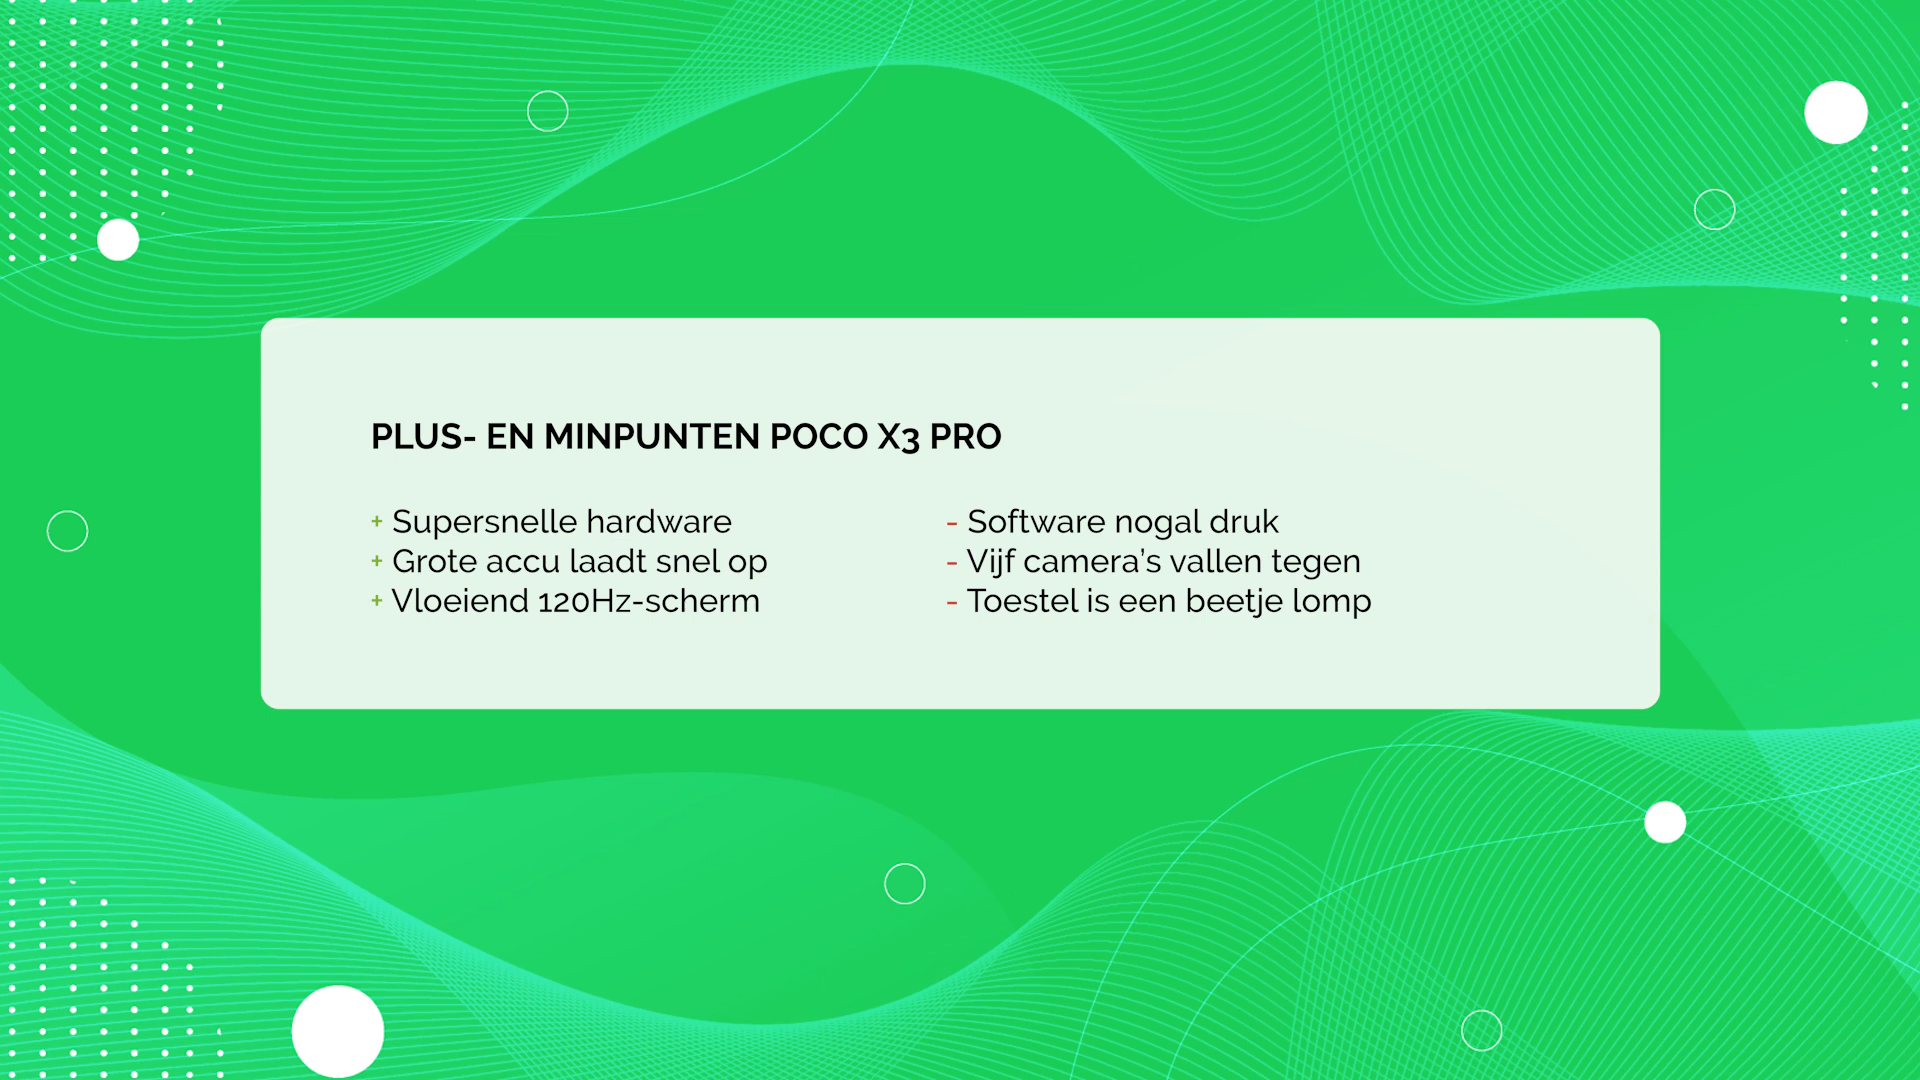 PLUS- EN MINPUNTEN POCO X3 PRO
+ Supersnelle hardware
+ Grote accu laadt snel op
+ Vloeiend 120Hz-scherm
- Software nogal druk
- Vijf camera’s vallen tegen
- Toestel is een beetje lomp